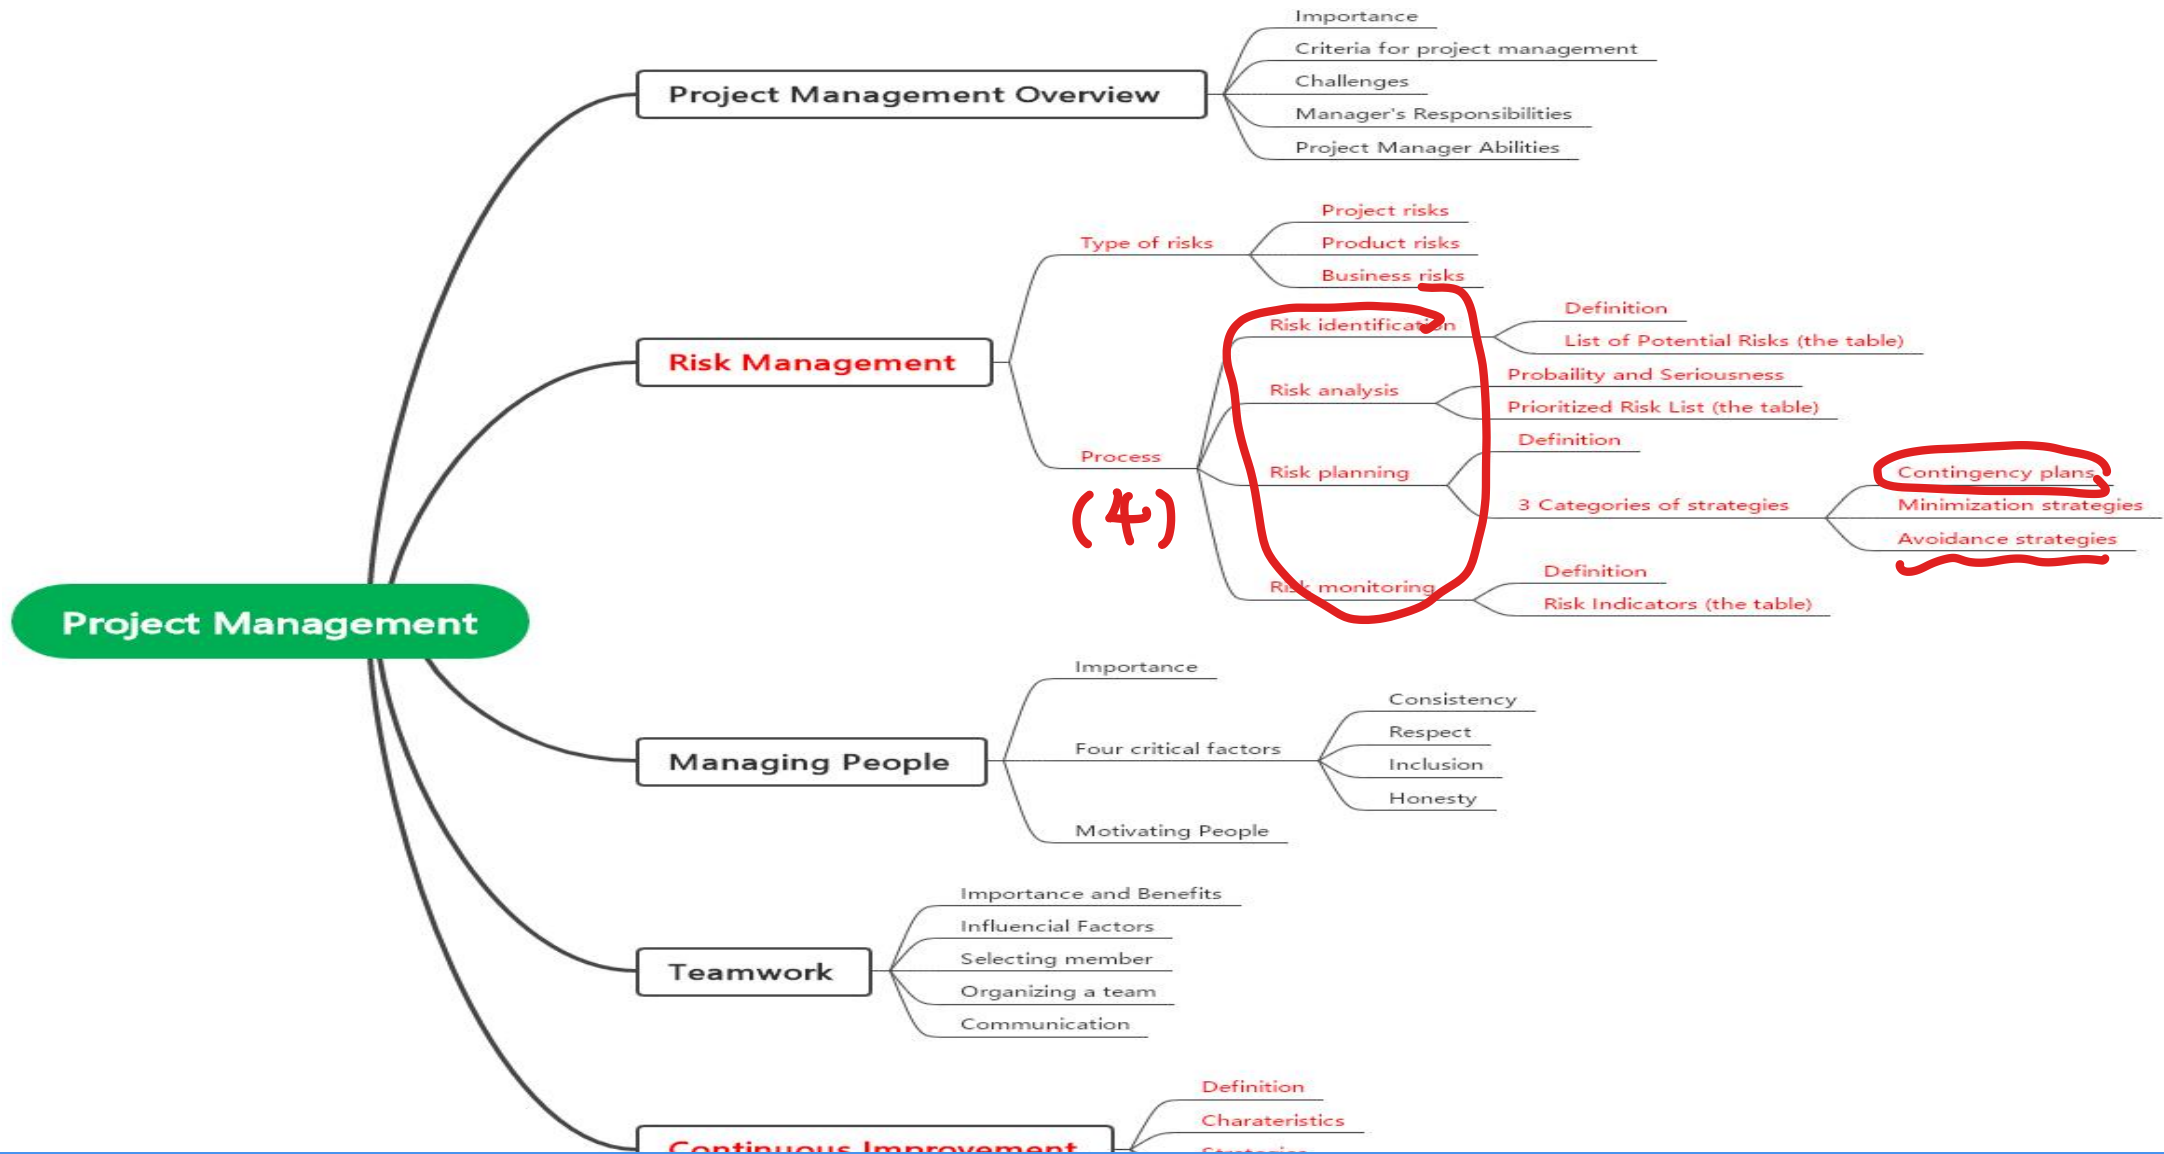 Project Management
Project Management Overview
Importance
Criteria for project management
Challenges
Manager's Responsibilities
Project Manager Abilities
Risk Management
Type of risks
Project risks
Product risks
Business risks
Process
(4)
Risk identification
Definition
List of Potential Risks (the table)
Risk analysis
Probaility and Seriousness
Prioritized Risk List (the table)
Risk planning
Definition
3 Categories of strategies
Contingency plans
Minimization strategies
Avoidance strategies
Risk monitoring
Definition
Risk Indicators (the table)
Managing People
Importance
Four critical factors
Consistency
Respect
Inclusion
Honesty
Motivating People
Teamwork
Importance and Benefits
Influencial Factors
Selecting member
Organizing a team
Communication
Continuous Improvement
Definition
Charateristics
Strategies